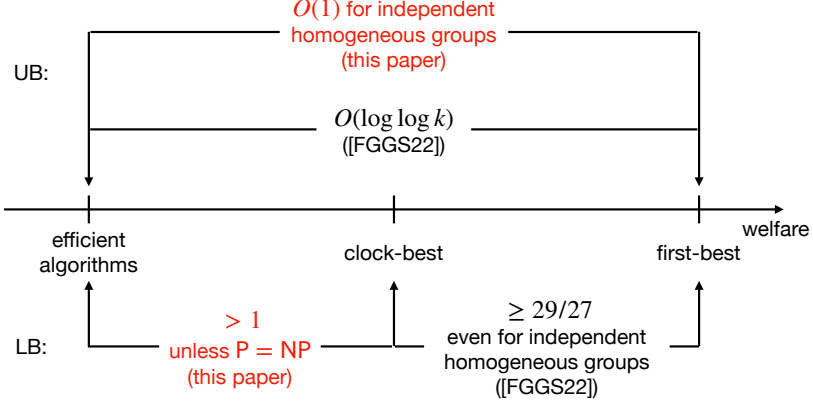 O(1) for independent
homogeneous groups
(this paper)
UB:
O(log log k)
([FGGS22])
welfare
efficient
algorithms
clock-best
first-best
> 1
unless P = NP
(this paper)
LB:
≥ 29/27
even for independent
homogeneous groups
([FGGS22])